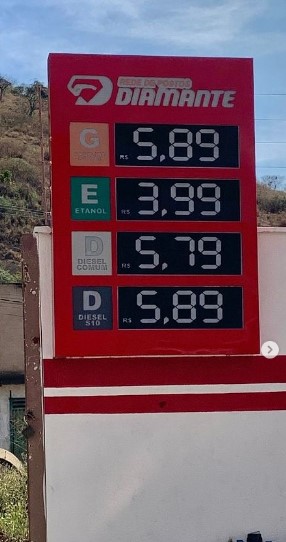 REDE DE POSTOS
DIAMANTE
G
R$ 5,89
E
ETANOL
R$ 3,99
D
DIESEL
COMUM
R$ 5,79
D
DIESEL
S10
R$ 5,89